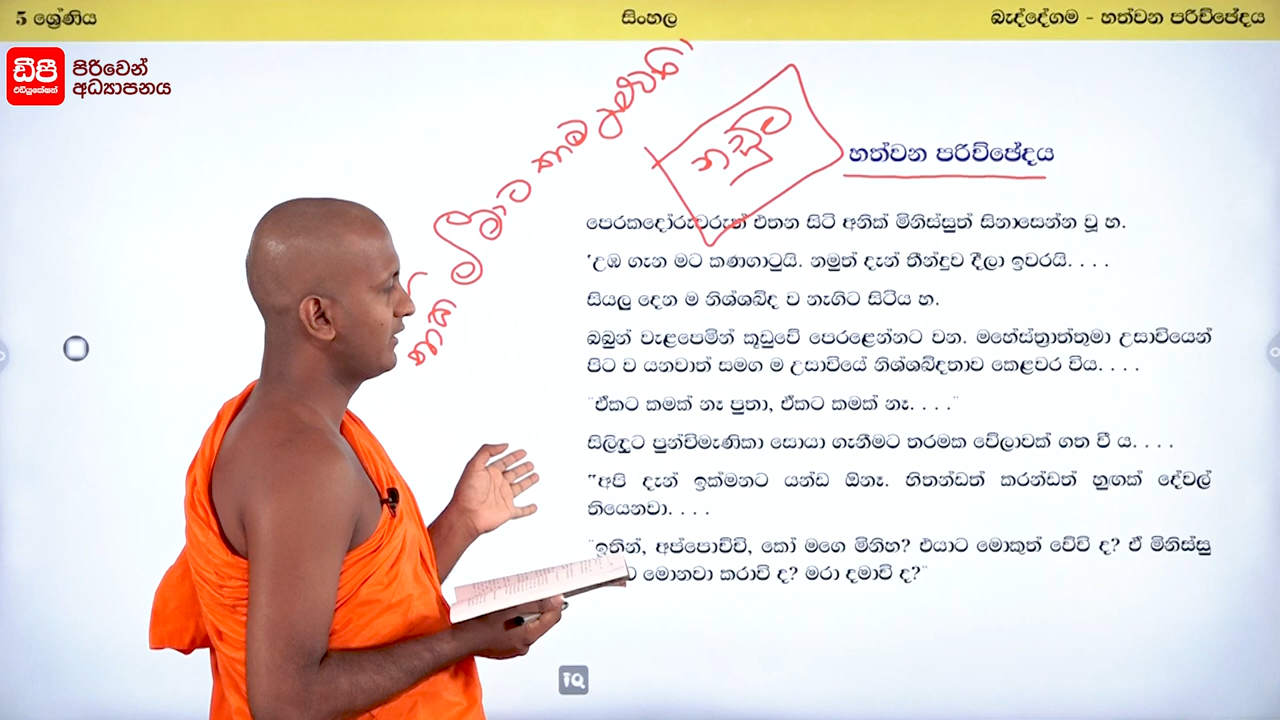 5 ශ්‍රේණිය
සිංහල
බැද්දේගම - හත්වන පරිච්ඡේදය
ඩීපී
එඩියුකේෂන්
පිරිවෙන්
අධ්‍යාපනය
නඩුව
හත්වන පරිච්ඡේදය
පෙරකදෝරුවරුත් එතන සිටි අනික් මිනිස්සුත් සිනාසෙන්න වූ හ.
'උඹ ගැන මට කණගාටුයි. නමුත් දැන් තීන්දුව දීලා ඉවරයි. . . .
සියලු දෙන ම නිශ්ශබ්ද ව නැගිට සිටිය හ.
බබුන් වැළපෙමින් කූඩුවේ පෙරළෙන්නට වන. මහේස්ත්‍රාත්තුමා උසාවියෙන්
පිට ව යනවාත් සමග ම උසාවියේ නිශ්ශබ්දතාව කෙළවර විය. . . .
"ඒකට කමක් නෑ පුතා, ඒකට කමක් නෑ. . . ."
සිලිඳුට පුන්චිමැණිකා සොයා ගැනීමට තරමක වේලාවක් ගත වී ය. . . .
"අපි දැන් ඉක්මනට යන්ඩ ඕනෑ. හිතන්ඩත් කරන්ඩත් හුඟක් දේවල්
තියෙනවා. . . .
"ඉතින්, අප්පොච්චි, කෝ මගෙ මිනිහ? එයාට මොකුත් වේවි ද? ඒ මිනිස්සු
මොනවා කරාවි ද? මරා දමාවි ද?"